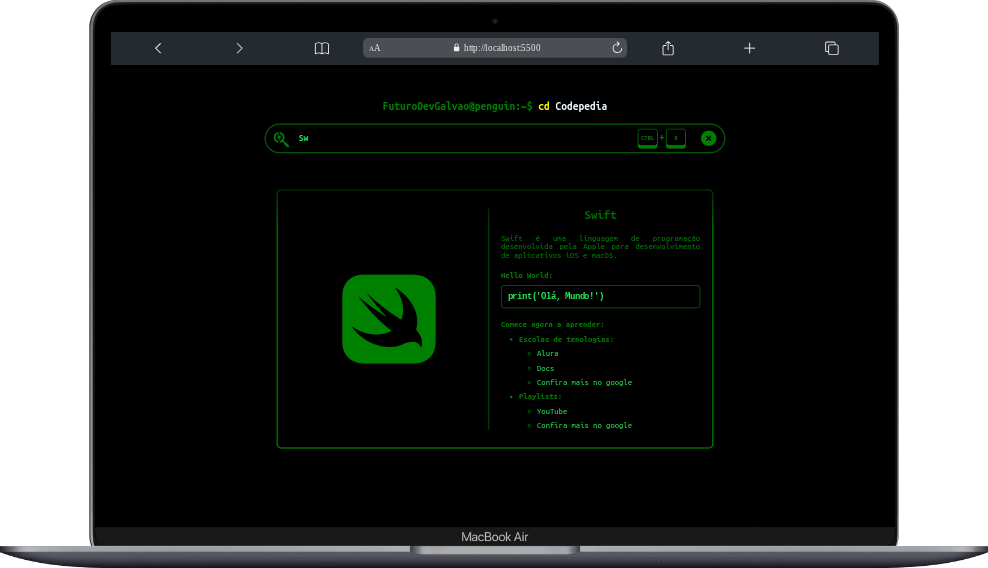 AA http://localhost:5500
FuturoDevGalvao@penguin:~$ cd Codepedia
Sw CTRL + X
Swift
Swift é uma linguagem de programação
desenvolvida pela Apple para desenvolvimento
de aplicativos iOS e macOS.
Hello World:
print('Olá, Mundo!')
Comece agora a aprender:
Escolas de tenologias:
Alura
Docs
Confira mais no google
Playlists:
YouTube
Confira mais no google
MacBook Air